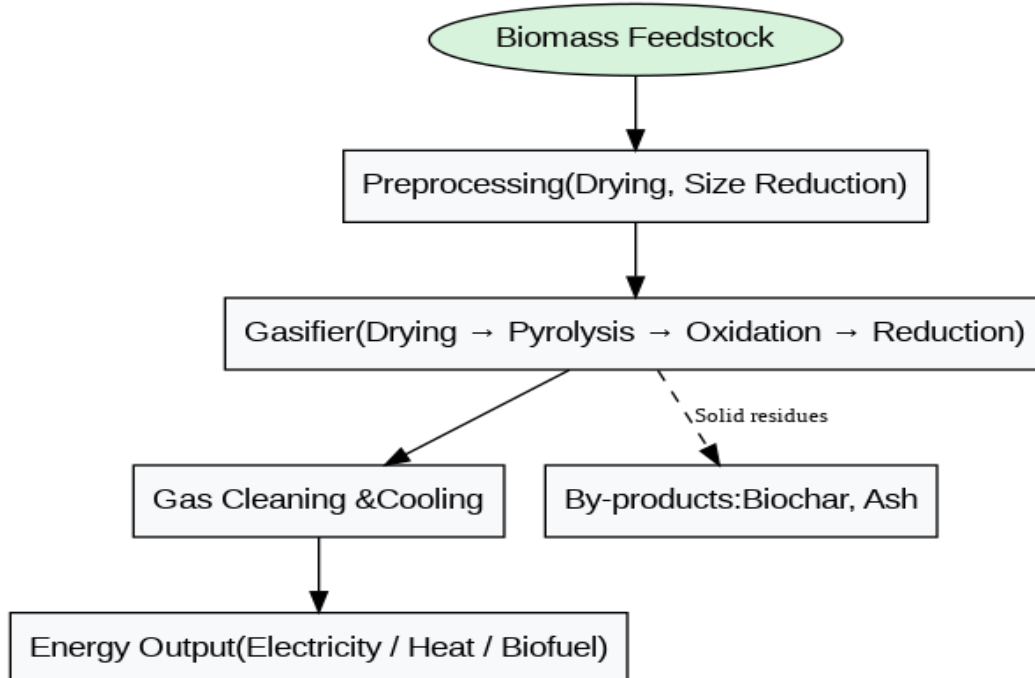 Biomass Feedstock
Preprocessing(Drying, Size Reduction)
Gasifier(Drying → Pyrolysis → Oxidation → Reduction)
Solid residues
Gas Cleaning &Cooling
By-products:Biochar, Ash
Energy Output(Electricity / Heat / Biofuel)